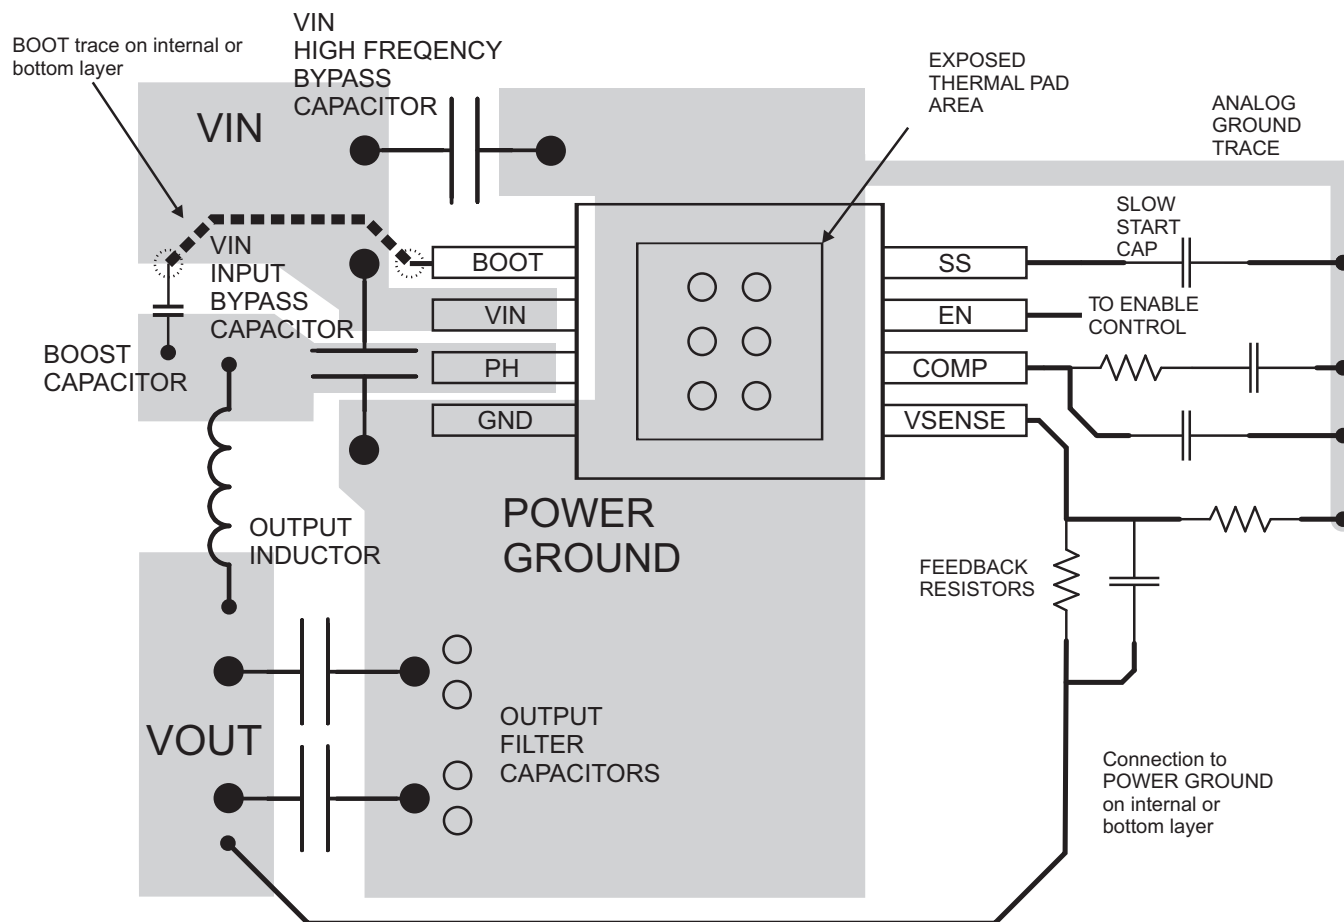 BOOT trace on internal or
bottom layer
VIN
HIGH FREQENCY
BYPASS
CAPACITOR
EXPOSED
THERMAL PAD
AREA
ANALOG
GROUND
TRACE
VIN
SLOW
START
CAP
VIN
INPUT
BYPASS
CAPACITOR
BOOST
CAPACITOR
BOOT
VIN
PH
GND
SS
EN
COMP
VSENSE
TO ENABLE
CONTROL
POWER
GROUND
OUTPUT
INDUCTOR
FEEDBACK
RESISTORS
VOUT
OUTPUT
FILTER
CAPACITORS
Connection to
POWER GROUND
on internal or
bottom layer